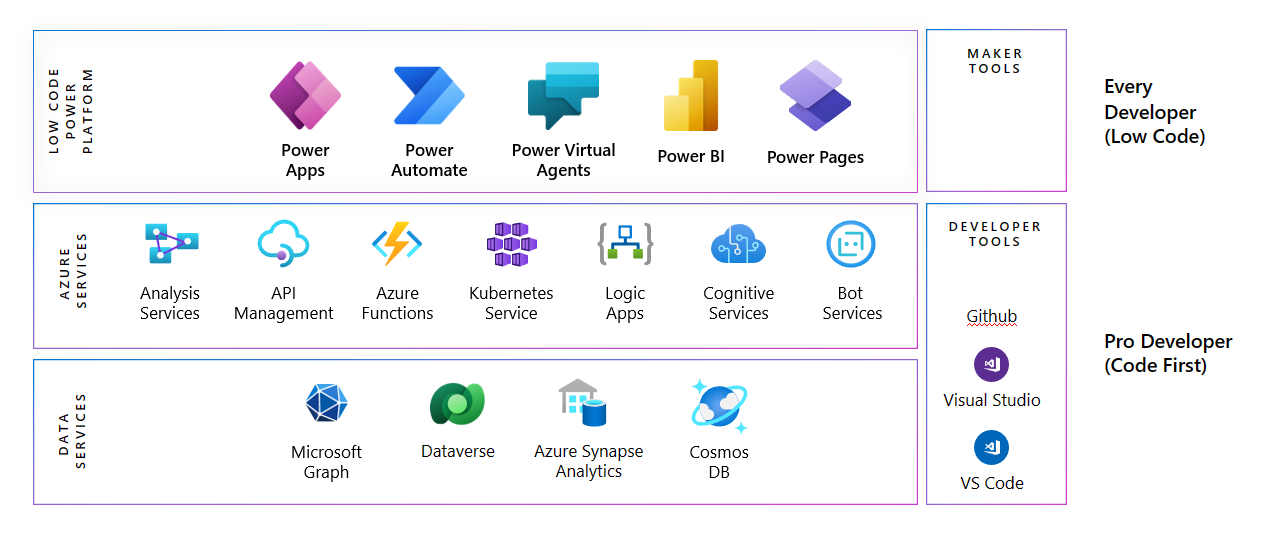 LOW CODE
POWER
PLATFORM
Power
Apps
Power
Automate
Power Virtual
Agents
Power BI
Power Pages
MAKER
TOOLS
Every
Developer
(Low Code)
AZURE
SERVICES
Analysis
Services
API
Management
Azure
Functions
Kubernetes
Service
Logic
Apps
Cognitive
Services
Bot
Services
DEVELOPER
TOOLS
Github
Visual Studio
VS Code
Pro Developer
(Code First)
DATA
SERVICES
Microsoft
Graph
Dataverse
Azure Synapse
Analytics
Cosmos
DB